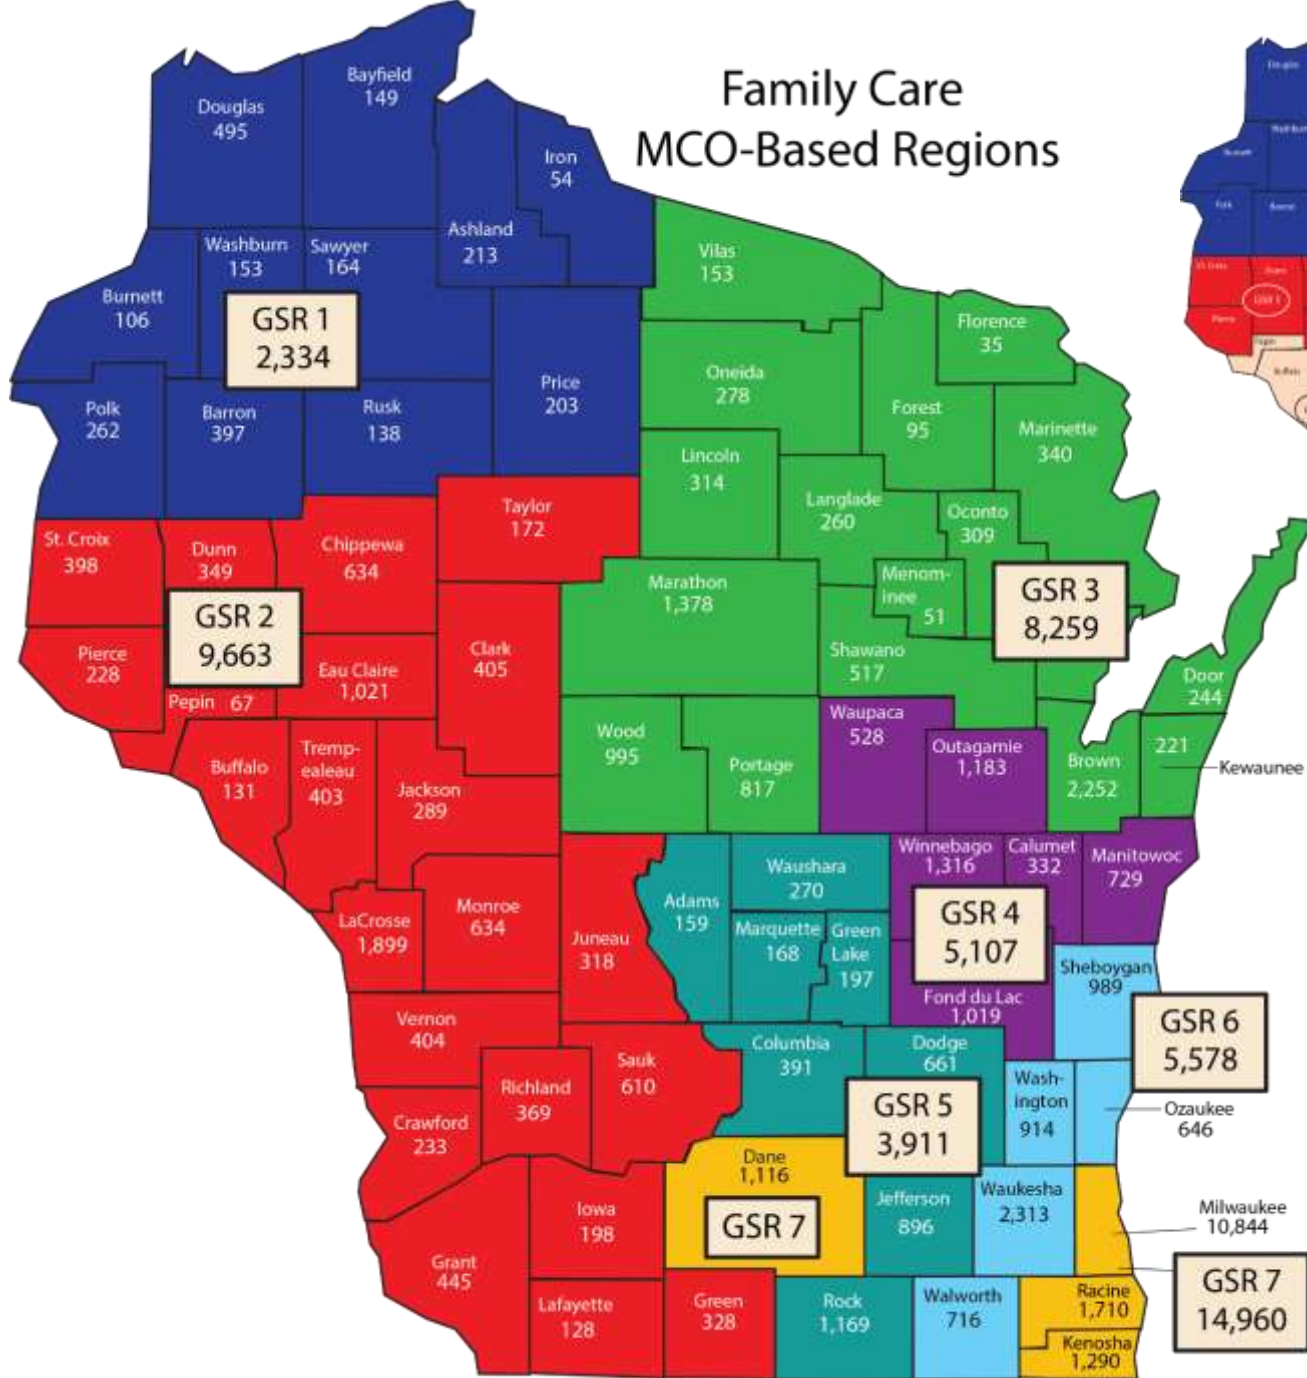 Family Care
MCO-Based Regions
Bayfield
149
Douglas
495
Iron
54
Ashland
213
Washburn
153
Sawyer
164
Burnett
106
GSR 1
2,334
Price
203
Polk
262
Barron
397
Rusk
138
Vilas
153
Florence
35
Oneida
278
Forest
95
Marinette
340
Lincoln
314
Langlade
260
Oconto
309
Taylor
172
St. Croix
398
Dunn
349
Chippewa
634
Marathon
1,378
Menom-
inee
51
GSR 3
8,259
GSR 2
9,663
Pierce
228
Eau Claire
1,021
Clark
405
Shawano
517
Door
244
Pepin 67
Waupaca
528
Wood
995
Outagamie
1,183
Portage
817
Brown
2,252
221
Kewaunee
Buffalo
131
Tremp-
ealeau
403
Jackson
289
Winnebago
1,316
Calumet
332
Manitowoc
729
Waushara
270
Adams
159
Marquette
168
Green
Lake
197
GSR 4
5,107
LaCrosse
1,899
Monroe
634
Juneau
318
Sheboygan
989
Fond du Lac
1,019
GSR 6
5,578
Vernon
404
Columbia
391
Dodge
661
Sauk
610
Richland
369
Wash-
ington
914
Ozaukee
646
GSR 5
3,911
Crawford
233
Dane
1,116
GSR 7
Jefferson
896
Waukesha
2,313
Milwaukee
10,844
Iowa
198
Grant
445
GSR 7
14,960
Lafayette
128
Green
328
Rock
1,169
Walworth
716
Racine
1,710
Kenosha
1,290
Douglas
Burnett
Polk
Barron
St. Croix
Dunn
Pierce
Pepin
Buffalo